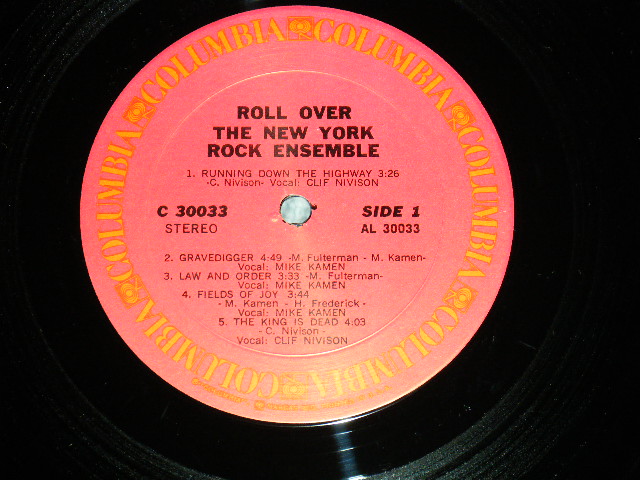 COLUMBIA COLUMBIA COLUMBIA COLUMBIA COLUMBIA COLUMBIA
ROLL OVER
THE NEW YORK
ROCK ENSEMBLE
1. RUNNING DOWN THE HIGHWAY 3:26
-C. Nivison- Vocal: CLIF NIVISON
C 30033 SIDE 1
STEREO AL 30033
2. GRAVEDIGGER 4:49 -M. Fulterman - M. Kamen-
Vocal: MIKE KAMEN
3. LAW AND ORDER 3:33 -M. Fulterman-
Vocal: MIKE KAMEN
4. FIELDS OF JOY 3:44
- M. Kamen - H. Frederick -
Vocal: MIKE KAMEN
5. THE KING IS DEAD 4:03
- C. Nivison -
Vocal: CLIF NIVISON